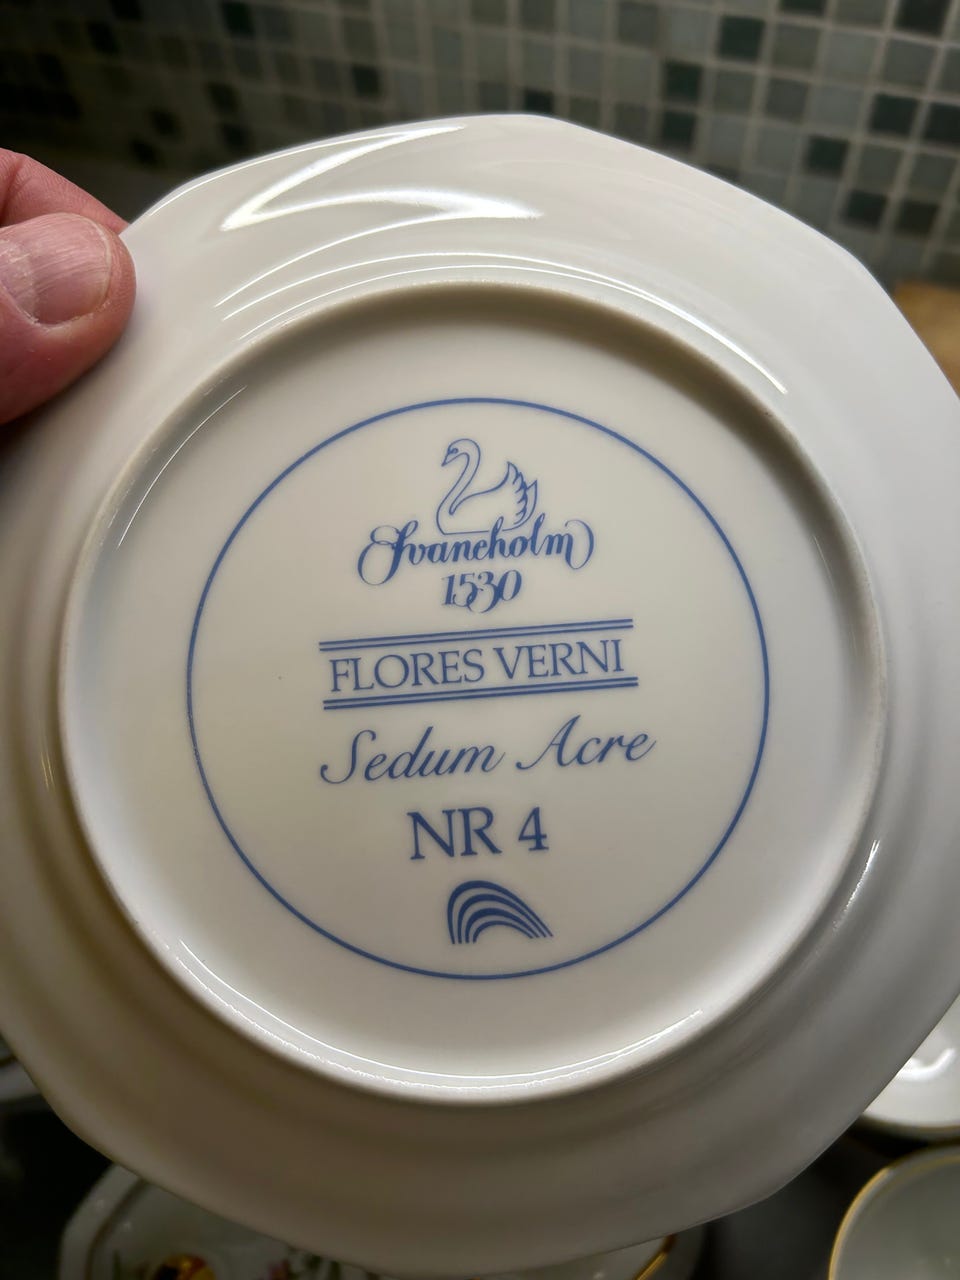 Svaneholm
1530
FLORES VERNI
Sedum Acre
NR 4